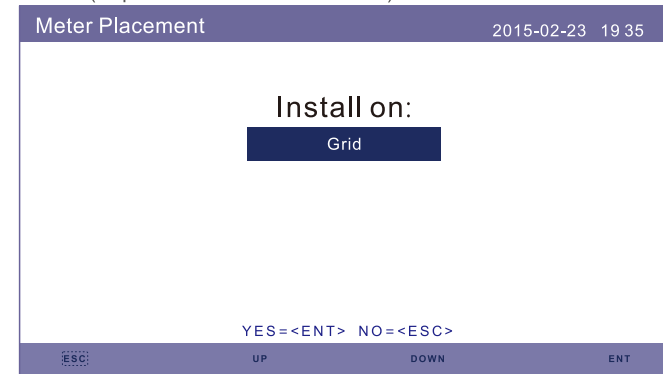 Meter Placement 2015-02-23 19 35
Install on:
Grid
YES=<ENT> NO=<ESC>
ESC UP DOWN ENT